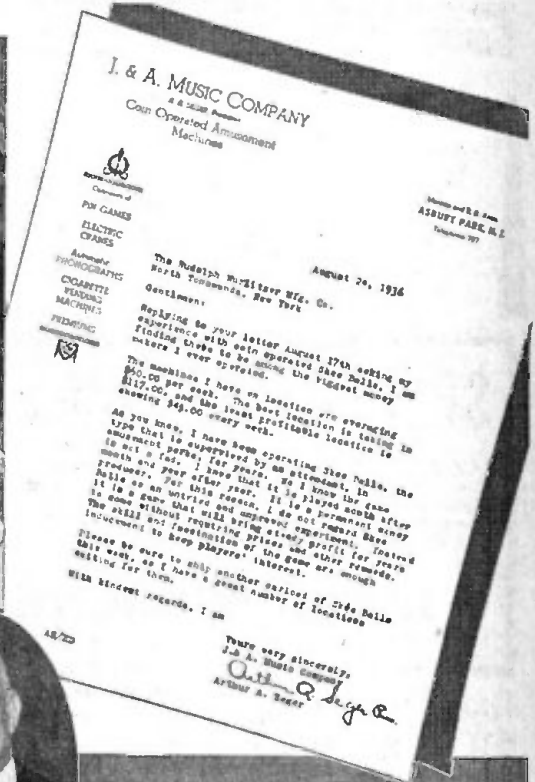 J. & A. MUSIC COMPANY
Coin Operated Amusement
Machines
ASBURY PARK, N. J.
PIN GAMES
ELECTRIC
CRANES
Automatic
PHONOGRAPHS
CIGARETTE
VENDING
MACHINES
PREMIUMS
August 20, 1936
The Rudolph Wurlitzer Mfg. Co.
North Tonawanda, New York
Gentlemen:
Replying to your letter August 17th asking my
experience with coin operated Skee Balls, I am
finding them to be among the biggest money
makers I ever operated.
The machines I have on location are averaging
$60.00 per week. The best location is taking in
$117.00, and the least profitable location is
showing $45.00 every week.
As you know, I have been operating Skee Balls, the
type that is supervised by an attendant, in
amusement parks, for years. So I know the game
is not a fad. I know that it is played month after
month and year after year. It is a permanent money
producer. For this reason, I do not regard Skee
Balls as an untried and unproved experiment. Instead
it is a game that will bring steady profit for years
to come without requiring prizes and other rewards.
The skill and fascination of the game are enough
inducement to keep players' interest.
Please be sure to ship another carload of Skee Balls
this week, as I have a great number of locations
waiting for them.
With kindest regards, I am
Yours very sincerely,
J. & A. Music Company
Arthur A. Seger